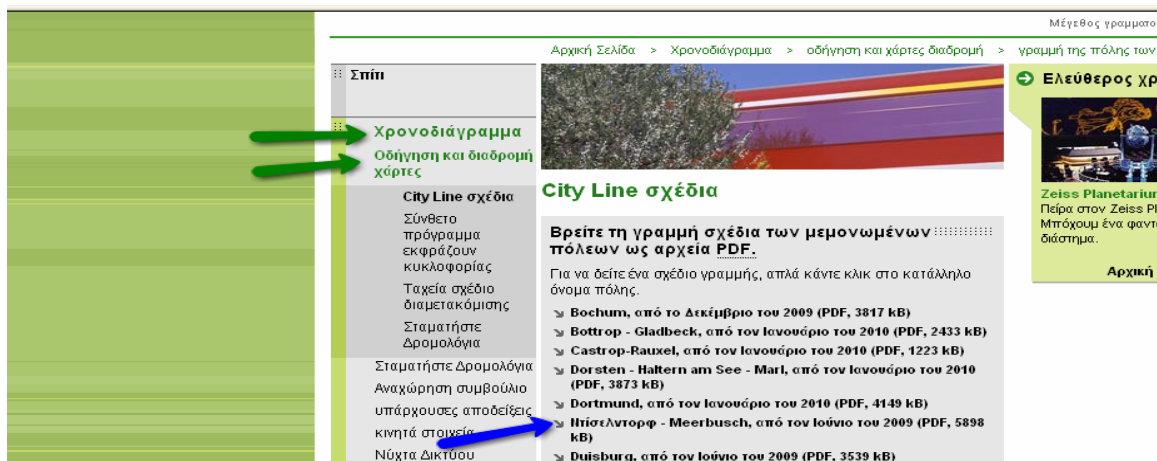 Μέγεθος γραμματο
Αρχική Σελίδα > Χρονοδιάγραμμα > οδήγηση και χάρτες διαδρομή > γραμμή της πόλης των
Σπίτι
Χρονοδιάγραμμα
Οδήγηση και διαδρομή
χάρτες
City Line σχέδια
Σύνθετο
πρόγραμμα
εκφράζουν
κυκλοφορίας
Ταχεία σχέδιο
διαμετακόμισης
Σταματήστε
Δρομολόγια
Σταματήστε Δρομολόγια
Αναχώρηση συμβούλιο
υπάρχουσες αποδείξεις
κινητά στοιχεία
Νύχτα Δικτύου
City Line σχέδια
Βρείτε τη γραμμή σχέδια των μεμονωμένων
πόλεων ως αρχεία PDF.
Για να δείτε ένα σχέδιο γραμμής, απλά κάντε κλικ στο κατάλληλο
όνομα πόλης.
Bochum, από το Δεκέμβριο του 2009 (PDF, 3817 kB)
Bottrop - Gladbeck, από τον Ιανουάριο του 2010 (PDF, 2433 kB)
Castrop-Rauxel, από τον Ιανουάριο του 2010 (PDF, 1223 kB)
Dorsten - Haltern am See - Marl, από τον Ιανουάριο του 2010
(PDF, 3873 kB)
Dortmund, από τον Ιανουάριο του 2010 (PDF, 4149 kB)
Ντίσελντορφ - Meerbusch, από τον Ιούνιο του 2009 (PDF, 5898
kB)
Duisburg, από τον Ιούνιο του 2009 (PDF, 3539 kB)
Ελεύθερος χρ
Zeiss Planetariun
Πείρα στον Zeiss Pl
Μπόχουμ ένα φαντα
διάστημα.
Αρχική